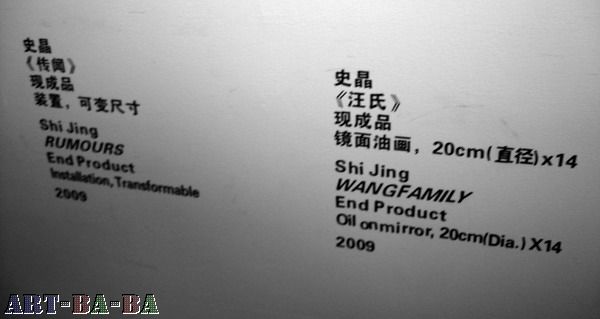 史晶
《传闻》
现成品
装置，可变尺寸
Shi Jing
RUMOURS
End Product
Installation, Transformable
2009
史晶
《汪氏》
现成品
镜面油画，20cm(直径)x14
Shi Jing
WANGFAMILY
End Product
Oil onmirror, 20cm(Dia.) X14
2009
ART-BA-BA